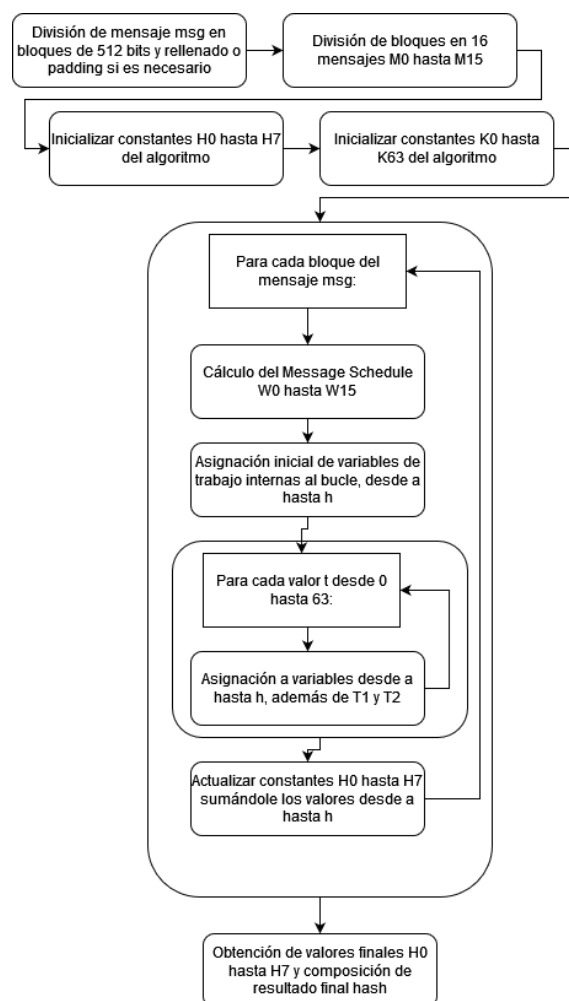 División de mensaje msg en
bloques de 512 bits y rellenado o
padding si es necesario
División de bloques en 16
mensajes M0 hasta M15
Inicializar constantes H0 hasta H7
del algoritmo
Inicializar constantes K0 hasta
K63 del algoritmo
Para cada bloque del
mensaje msg:
Cálculo del Message Schedule
W0 hasta W15
Asignación inicial de variables de
trabajo internas al bucle, desde a
hasta h
Para cada valor t desde 0
hasta 63:
Asignación a variables desde a
hasta h, además de T1 y T2
Actualizar constantes H0 hasta H7
sumándole los valores desde a
hasta h
Obtención de valores finales H0
hasta H7 y composición de
resultado final hash